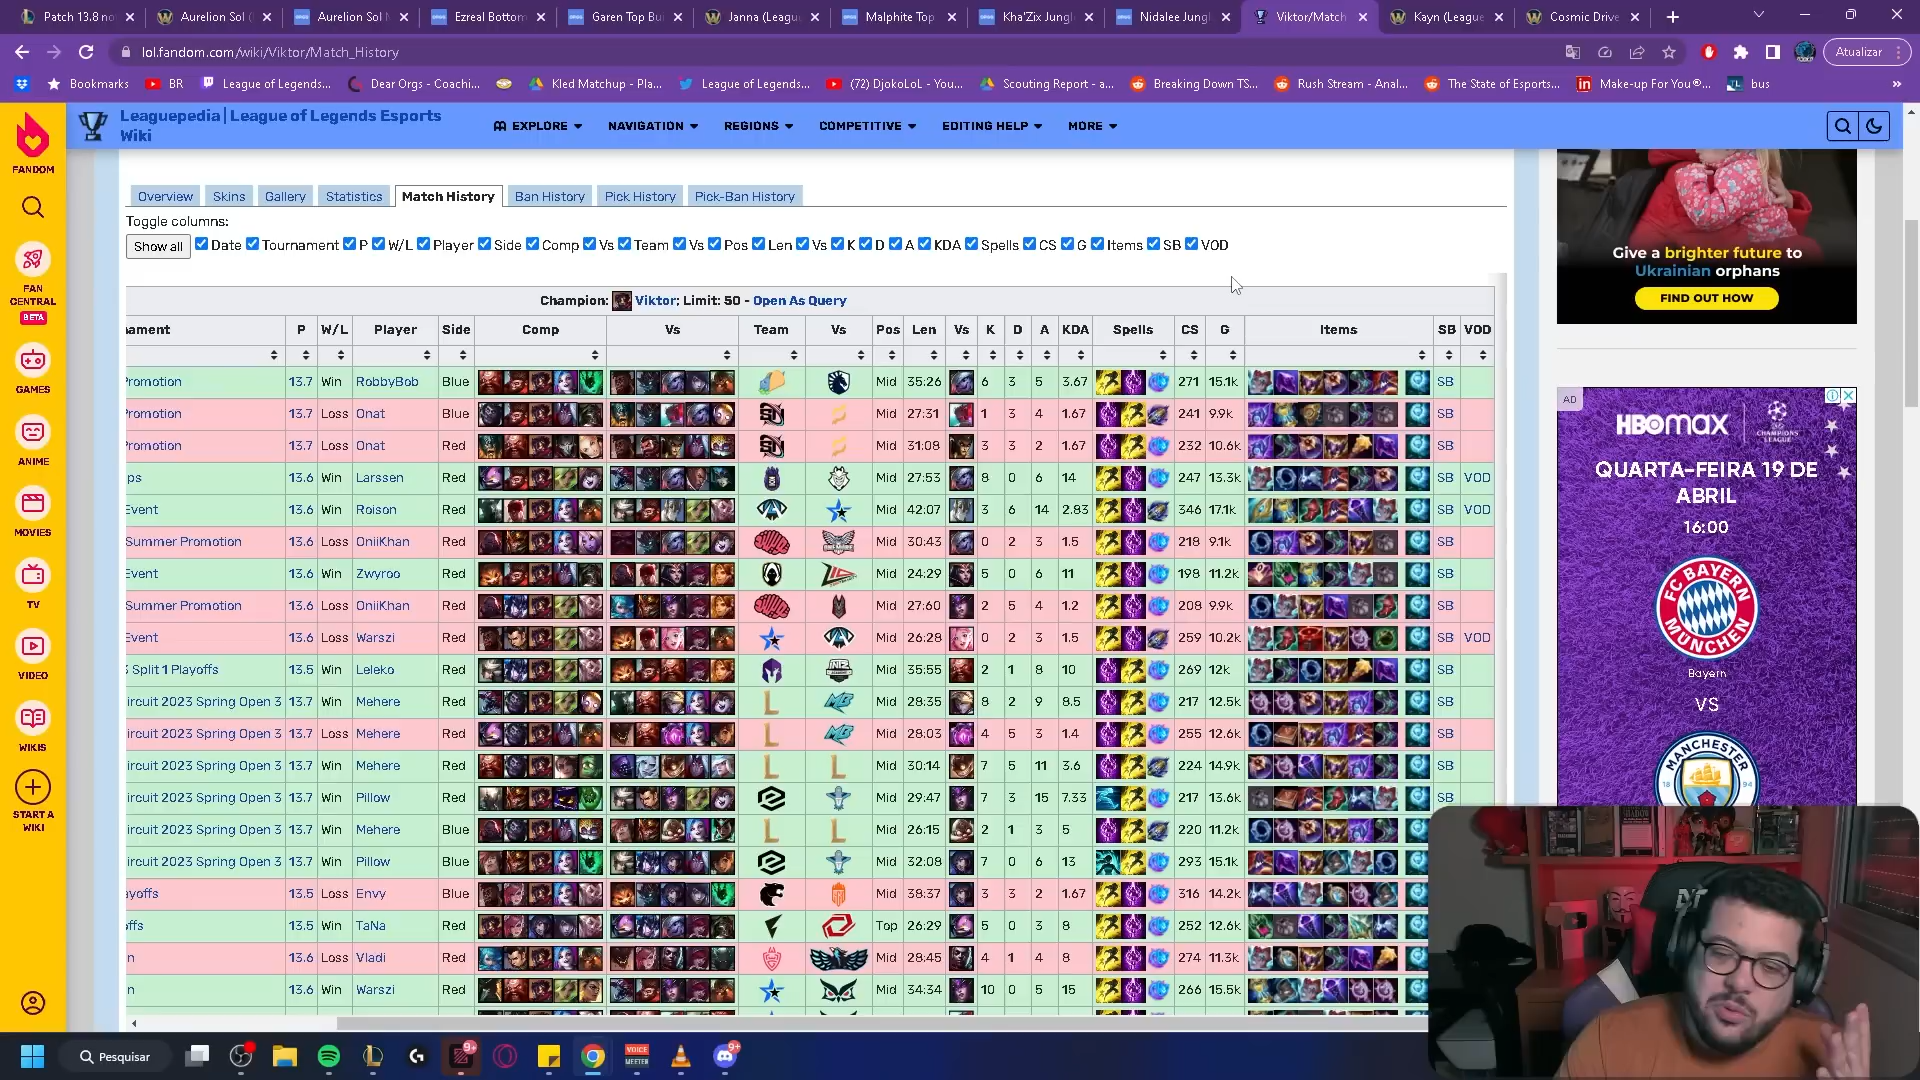 Patch 13.8 no
Aurelion Sol (
Aurelion Sol M
Ezreal Bottom
Garen Top Bui
Janna (Leagu
Malphite Top
Kha'Zix Jungl
Nidalee Jungl
Viktor/Match
Kayn (League
Cosmic Drive
lol.fandom.com/wiki/Viktor/Match_History
Atualizar
Bookmarks
BR
League of Legends...
Dear Orgs - Coachi...
Kled Matchup - Pla...
League of Legends...
(72) DjokoLoL - You...
Scouting Report - a...
Breaking Down TS...
Rush Stream - Anal...
The State of Esports...
Make-up For You®...
bus
FANDOM
FAN CENTRAL
BETA
GAMES
ANIME
MOVIES
TV
VIDEO
WIKIS
START A WIKI
Leaguepedia | League of Legends Esports
Wiki
EXPLORE
NAVIGATION
REGIONS
COMPETITIVE
EDITING HELP
MORE
Overview
Skins
Gallery
Statistics
Match History
Ban History
Pick History
Pick-Ban History
Toggle columns:
Show all Date Tournament P W/L Player Side Comp Vs Team Vs Pos Len Vs K D A KDA Spells CS G Items SB VOD
Champion: Viktor; Limit: 50 - Open As Query
nament P W/L Player Side Comp Vs Team Vs Pos Len Vs K D A KDA Spells CS G Items SB VOD
Promotion 13.7 Win RobbyBob Blue Mid 35:26 6 3 5 3.67 271 15.1k SB
Promotion 13.7 Loss Onat Blue Mid 27:31 1 3 4 1.67 241 9.9k SB
Promotion 13.7 Loss Onat Red Mid 31:08 3 3 2 1.67 232 10.6k SB
ps 13.6 Win Larssen Red Mid 27:53 8 0 6 14 247 13.3k SB VOD
Event 13.6 Win Roison Red Mid 42:07 3 6 14 2.83 346 17.1k SB VOD
Summer Promotion 13.6 Loss OniiKhan Red Mid 30:43 0 2 3 1.5 218 9.1k SB
Event 13.6 Win Zwyroo Red Mid 24:29 5 0 6 11 198 11.2k SB
Summer Promotion 13.6 Loss OniiKhan Red Mid 27:60 2 5 4 1.2 208 9.9k SB
Event 13.6 Loss Warszi Red Mid 26:28 0 2 3 1.5 259 10.2k SB VOD
3 Split 1 Playoffs 13.5 Win Leleko Red Mid 35:55 2 1 8 10 269 12k SB
ircuit 2023 Spring Open 3 13.7 Win Mehere Red Mid 28:35 8 2 9 8.5 217 12.5k SB
ircuit 2023 Spring Open 3 13.7 Loss Mehere Red Mid 28:03 4 5 3 1.4 255 12.6k SB
ircuit 2023 Spring Open 3 13.7 Win Mehere Red Mid 30:14 7 5 11 3.6 224 14.9k SB
ircuit 2023 Spring Open 3 13.7 Win Pillow Red Mid 29:47 7 3 15 7.33 217 13.6k SB
ircuit 2023 Spring Open 3 13.7 Win Mehere Blue Mid 26:15 2 1 3 5 220 11.2k
ircuit 2023 Spring Open 3 13.7 Win Pillow Blue Mid 32:08 7 0 6 13 293 15.1k
ayoffs 13.5 Loss Envy Blue Mid 38:37 3 3 2 1.67 316 14.2k
offs 13.5 Win TaNa Red Top 26:29 5 0 3 8 252 12.6k
n 13.6 Loss Vladi Red Mid 28:45 4 1 4 8 274 11.3k
n 13.6 Win Warszi Red Mid 34:34 10 0 5 15 266 15.5k
Give a brighter future to
Ukrainian orphans
FIND OUT HOW
AD
HBOMAX
CHAMPIONS LEAGUE
QUARTA-FEIRA 19 DE
ABRIL
16:00
FC BAYERN
MÜNCHEN
Bayern
VS
MANCHESTER
18 94
Pesquisar
9+
VOICE
MEETER
9+